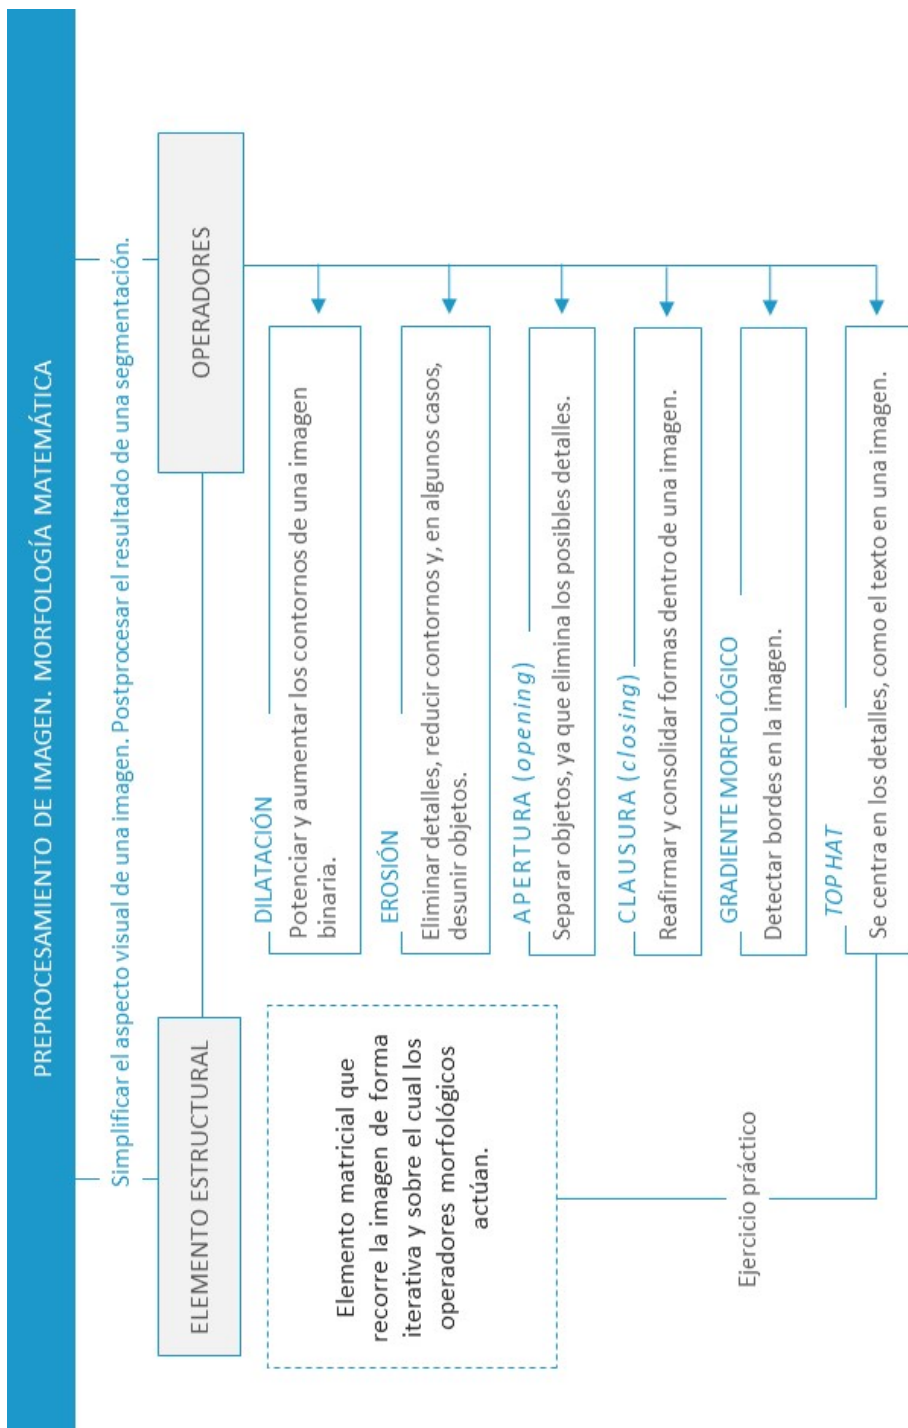 PREPROCESAMIENTO DE IMAGEN. MORFOLOGÍA MATEMÁTICA
Simplificar el aspecto visual de una imagen. Postprocesar el resultado de una segmentación.
ELEMENTO ESTRUCTURAL
Elemento matricial que
recorre la imagen de forma
iterativa y sobre el cual los
operadores morfológicos
actúan.
Ejercicio práctico
OPERADORES
DILATACIÓN
Potenciar y aumentar los contornos de una imagen
binaria.
EROSIÓN
Eliminar detalles, reducir contornos y, en algunos casos,
desunir objetos.
APERTURA (opening)
Separar objetos, ya que elimina los posibles detalles.
CLAUSURA (closing)
Reafirmar y consolidar formas dentro de una imagen.
GRADIENTE MORFOLÓGICO
Detectar bordes en la imagen.
TOP HAT
Se centra en los detalles, como el texto en una imagen.